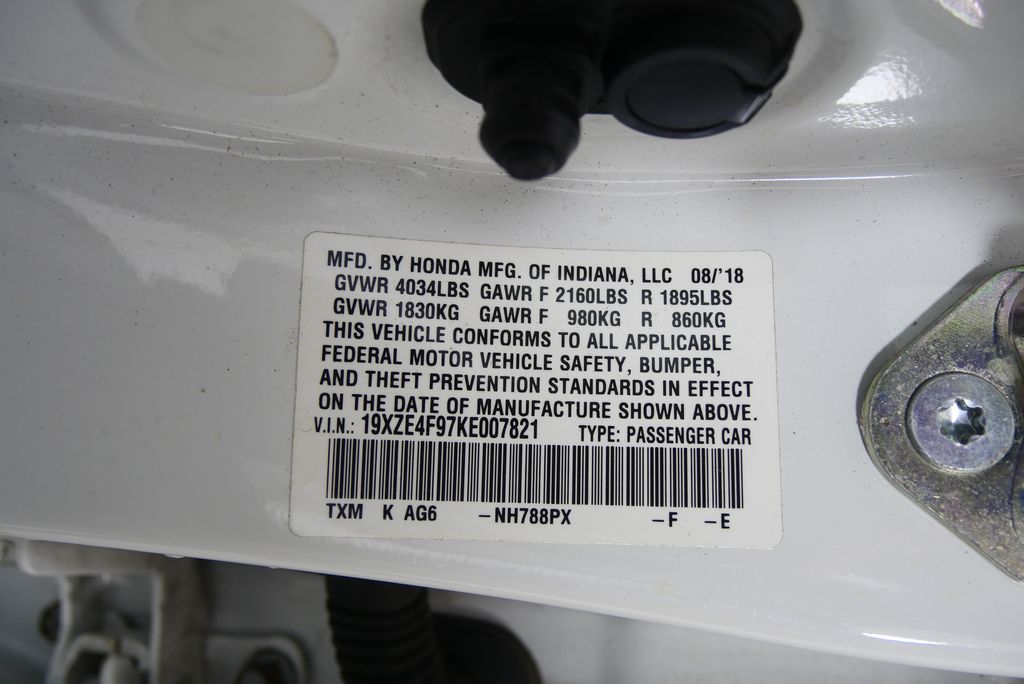 MFD. BY HONDA MFG. OF INDIANA, LLC 08/'18
GVWR 4034LBS GAWR F 2160LBS R 1895LBS
GVWR 1830KG GAWR F 980KG R 860KG
THIS VEHICLE CONFORMS TO ALL APPLICABLE
FEDERAL MOTOR VEHICLE SAFETY, BUMPER,
AND THEFT PREVENTION STANDARDS IN EFFECT
ON THE DATE OF MANUFACTURE SHOWN ABOVE.
V.I.N.: 19XZE4F97KE007821 TYPE: PASSENGER CAR
TXM K AG6 –NH788PX –F –E